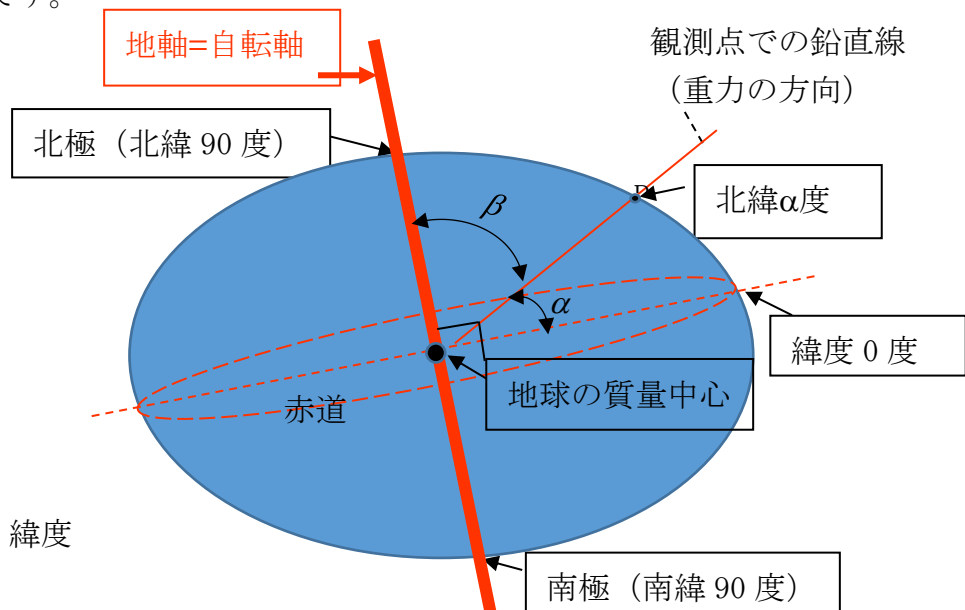 です。
地軸=自転軸
観測点での鉛直線
（重力の方向）
北極（北緯 90 度）
北緯α度
β
α
緯度 0 度
地球の質量中心
赤道
緯度
南極（南緯 90 度）